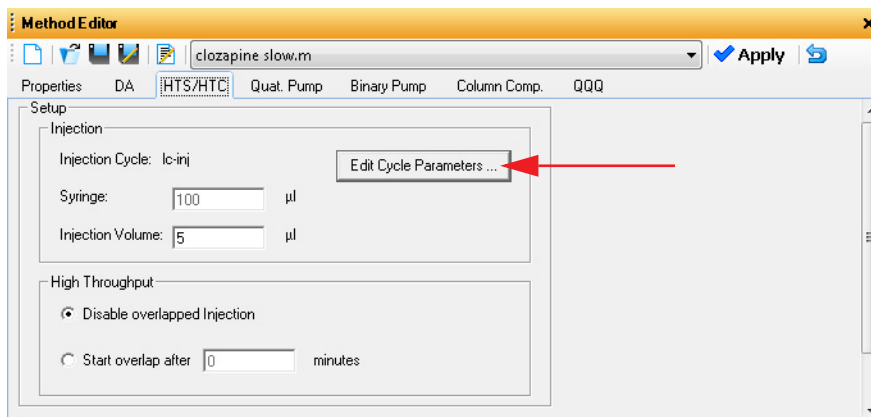 Method Editor
clozapine slow.m Apply
Properties DA HTS/HTC Quat. Pump Binary Pump Column Comp. QQQ
Setup
Injection
Injection Cycle: lc-inj Edit Cycle Parameters ...
Syringe: 100 µl
Injection Volume: 5 µl
High Throughput
Disable overlapped Injection
Start overlap after 0 minutes